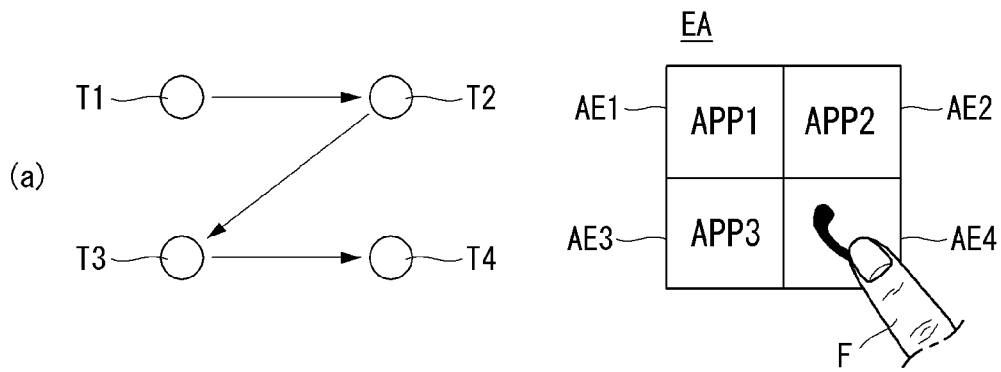 EA
T1 T2 AE1 APP1 APP2 AE2
(a)
T3 T4 AE3 APP3 AE4
F